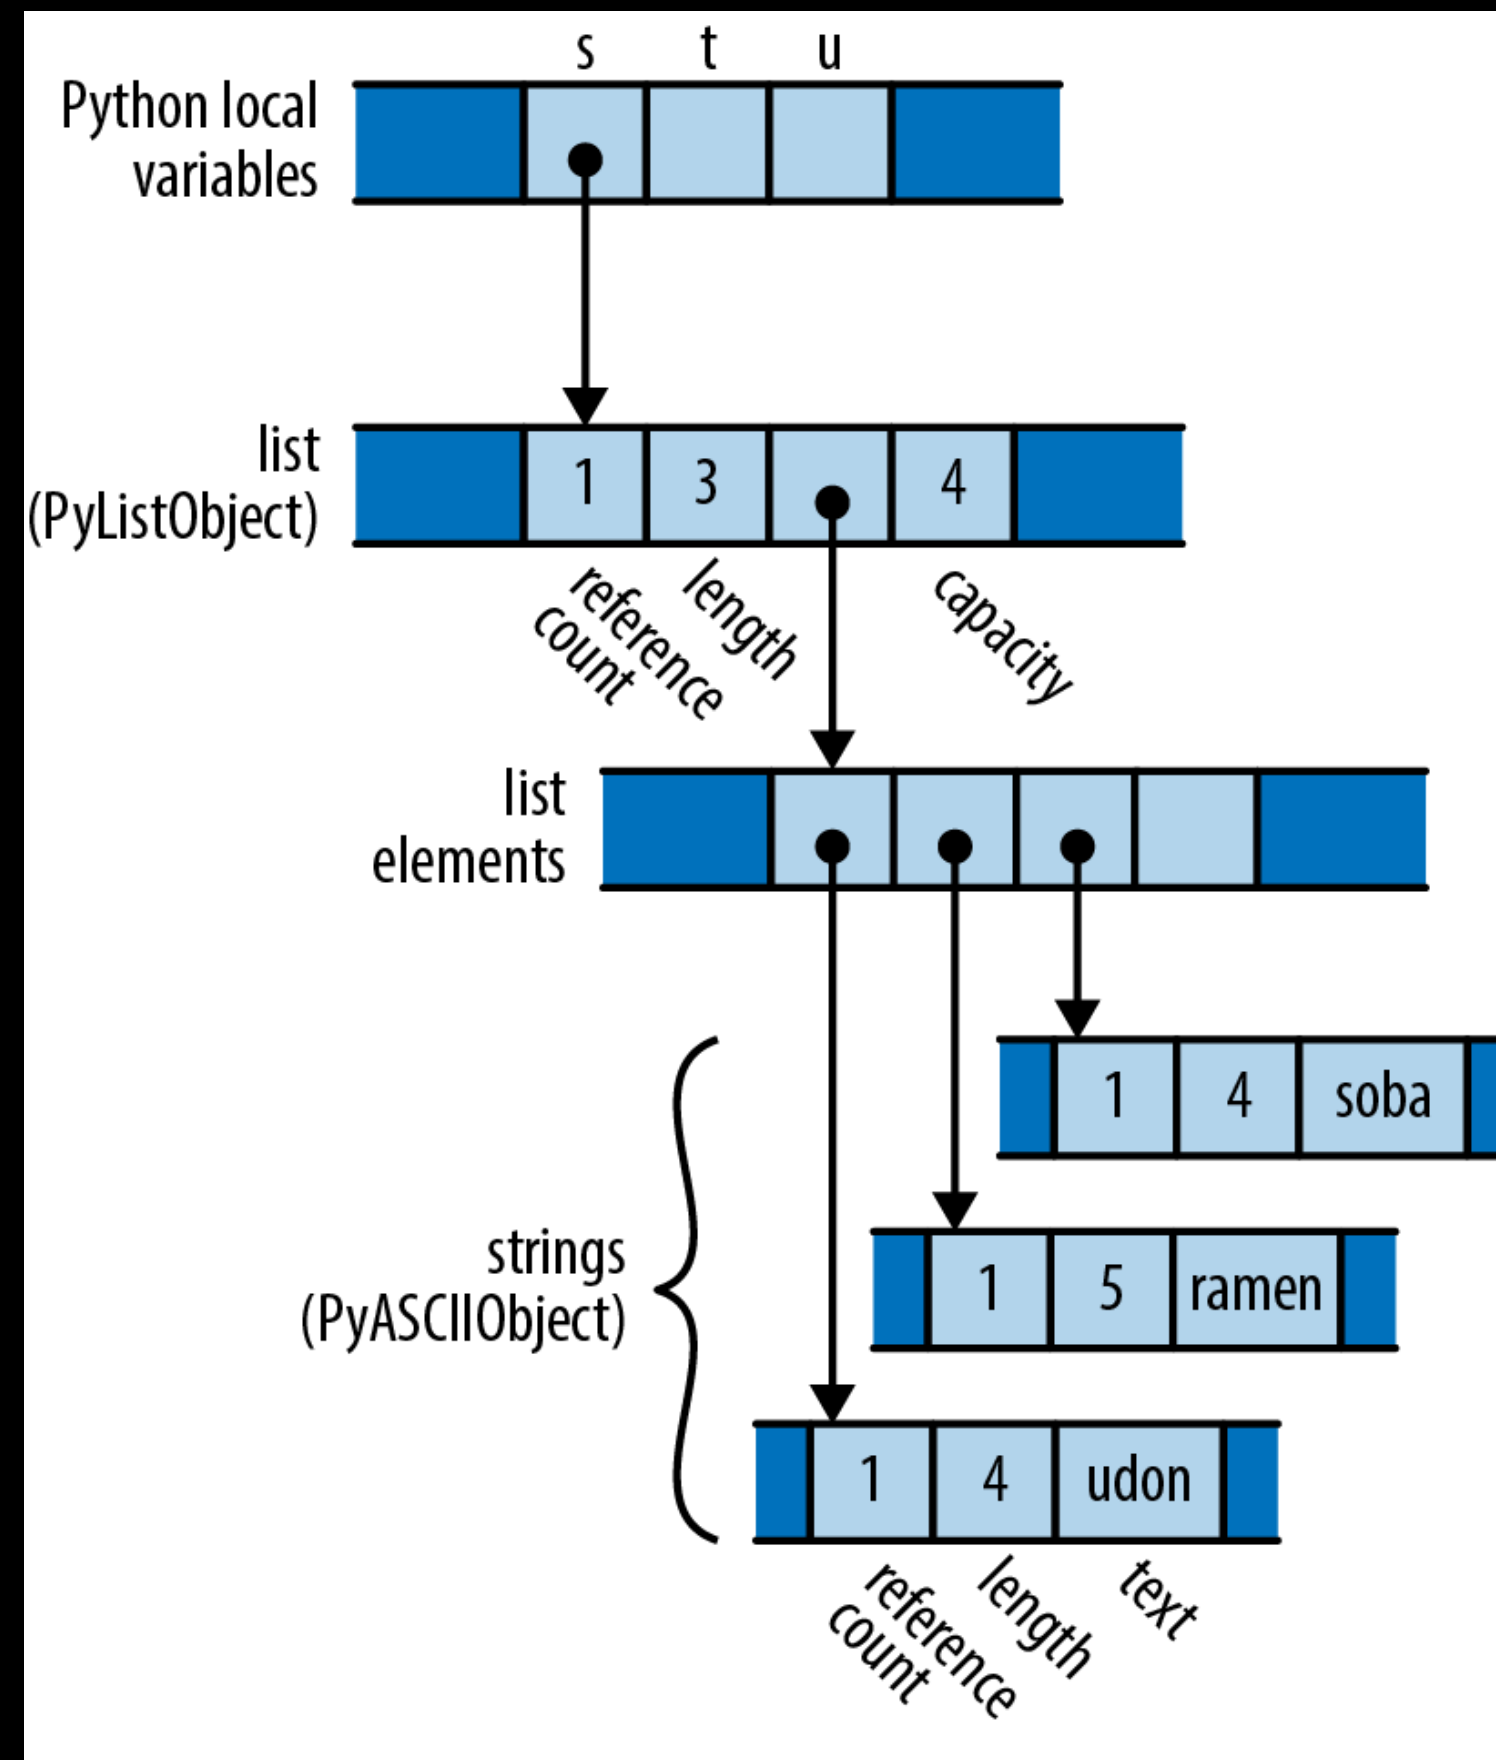 s t u
Python local
variables
list
(PyListObject)
1 3 4
reference
count
length
capacity
list
elements
1 4 soba
strings
(PyASCIIObject)
1 5 ramen
1 4 udon
reference
count
length
text